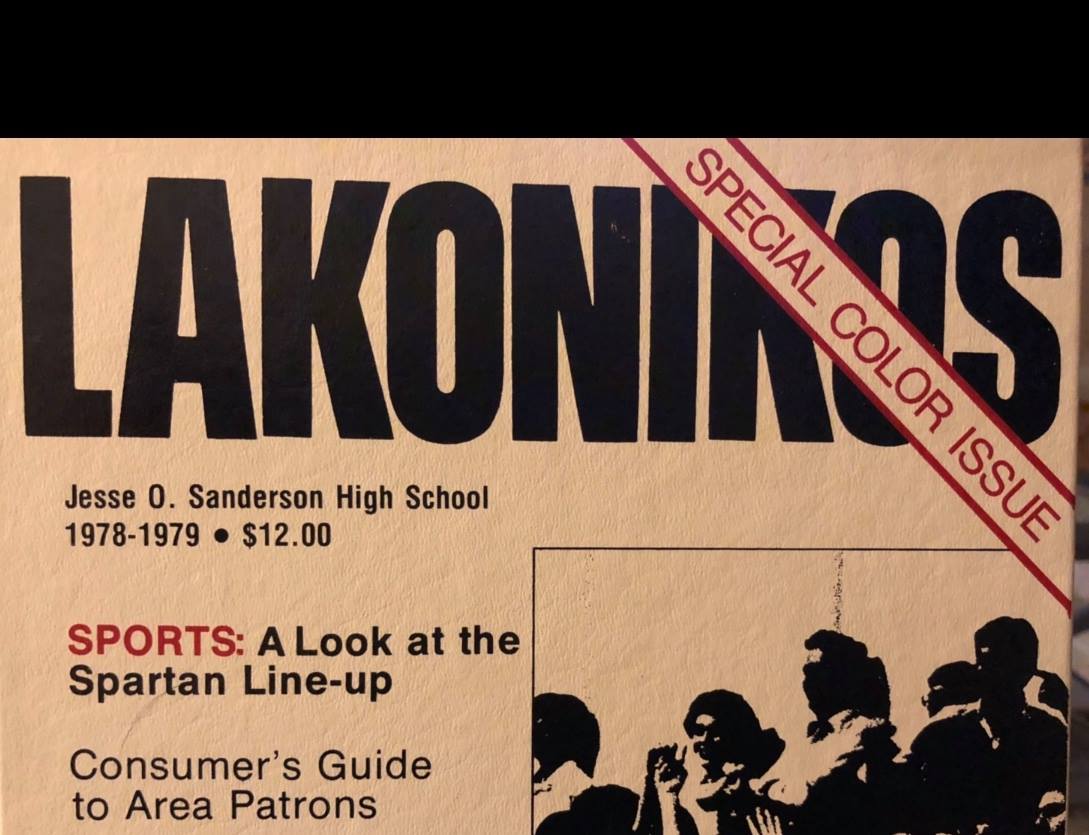 LAKONIKOS
SPECIAL COLOR ISSUE
Jesse O. Sanderson High School
1978-1979 • $12.00
SPORTS: A Look at the
Spartan Line-up
Consumer's Guide
to Area Patrons